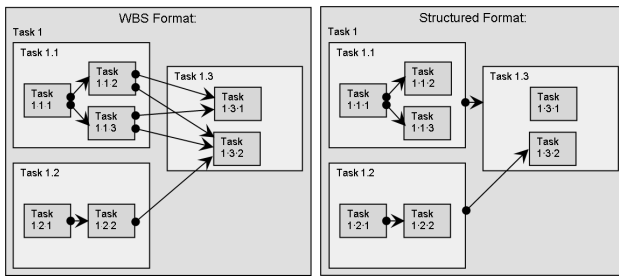 WBS Format:
Task 1
Task 1.1
Task
1·1·1
Task
1·1·2
Task
1·1·3
Task 1.3
Task
1·3·1
Task
1·3·2
Task 1.2
Task
1·2·1
Task
1·2·2
Structured Format:
Task 1
Task 1.1
Task
1·1·1
Task
1·1·2
Task
1·1·3
Task 1.3
Task
1·3·1
Task
1·3·2
Task 1.2
Task
1·2·1
Task
1·2·2